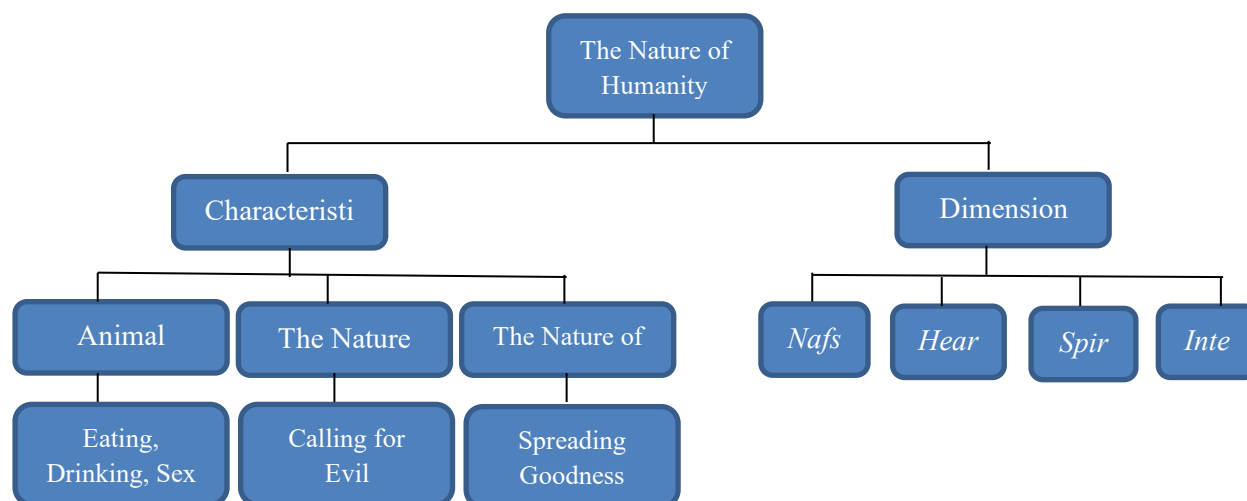 The Nature of
Humanity
Characteristi
Dimension
Animal
The Nature
The Nature of
Nafs
Hear
Spir
Inte
Eating,
Drinking, Sex
Calling for
Evil
Spreading
Goodness